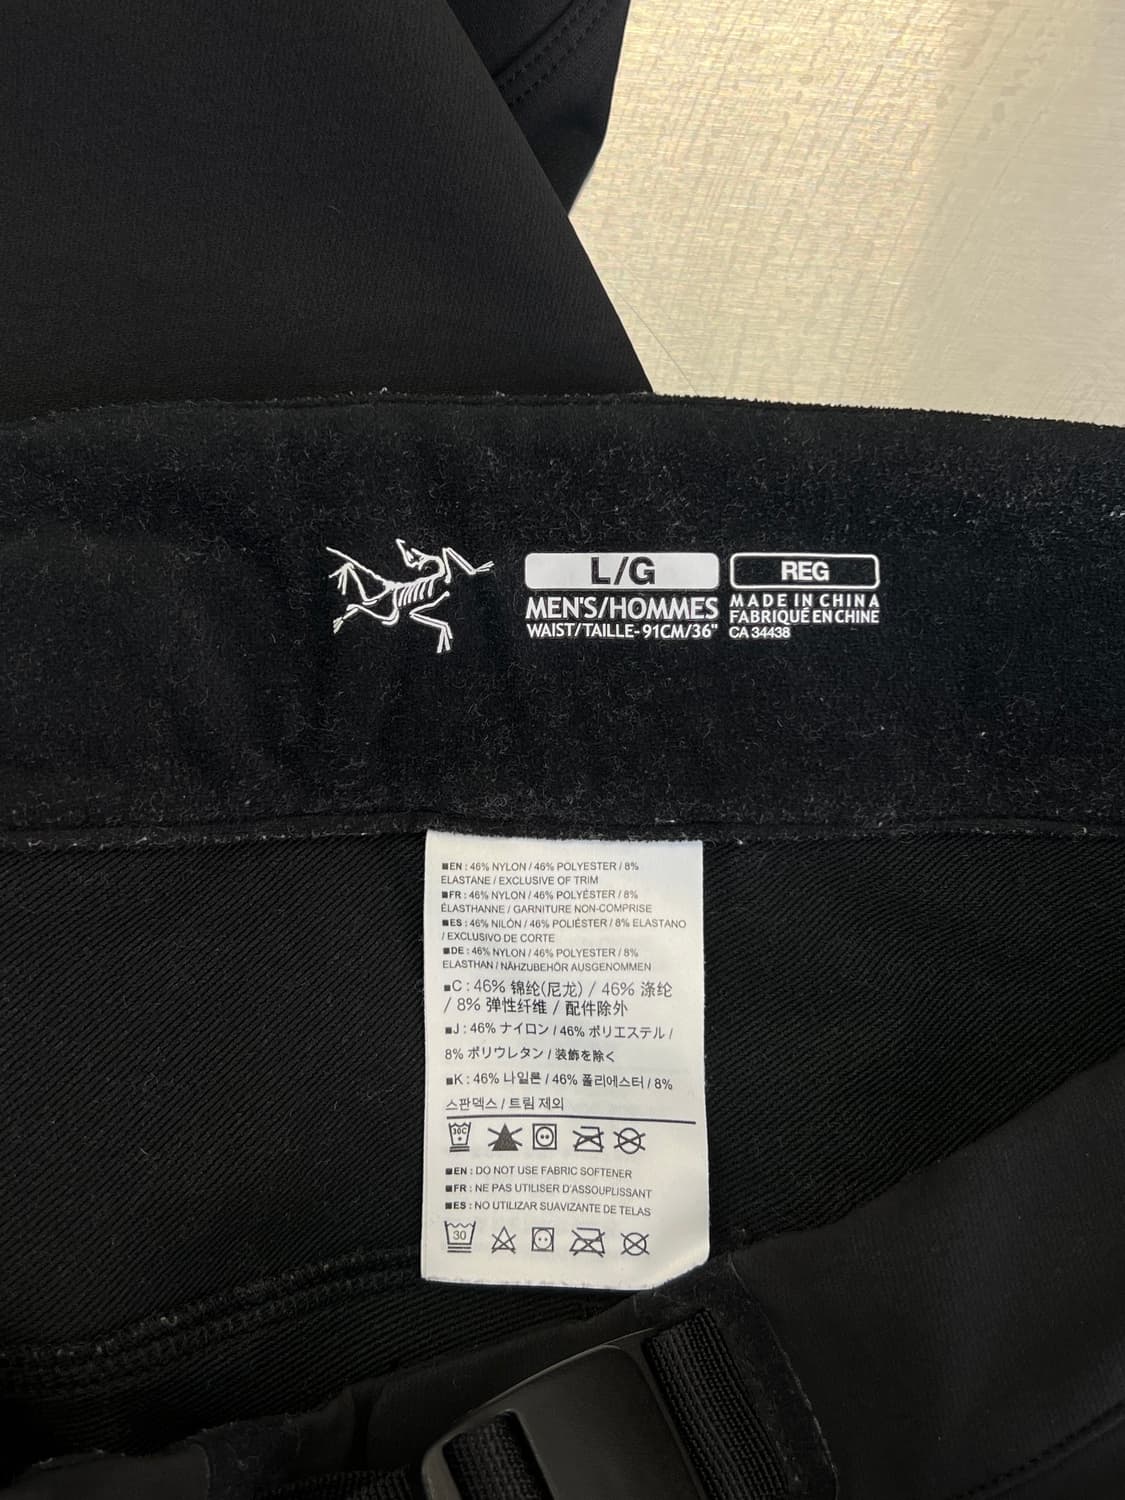 L/G
MEN'S/HOMMES
WAIST/TAILLE-91CM/36"
REG
MADE IN CHINA
FABRIQUÉ EN CHINE
CA 34438
■EN : 46% NYLON / 46% POLYESTER / 8%
ELASTANE / EXCLUSIVE OF TRIM
■FR : 46% NYLON / 46% POLYÉSTER / 8%
ÉLASTHANNE / GARNITURE NON-COMPRISE
■ES : 46% NILÓN / 46% POLIÉSTER / 8% ELASTANO
/ EXCLUSIVO DE CORTE
■DE : 46% NYLON / 46% POLYESTER / 8%
ELASTHAN / NÄHZUBEHÖR AUSGENOMMEN
■C : 46% 锦纶(尼龙) / 46% 涤纶
/ 8% 弹性纤维 / 配件除外
■J : 46% ナイロン / 46% ポリエステル /
8% ポリウレタン / 装飾を除く
■K : 46% 나일론 / 46% 폴리에스터 / 8%
스판덱스 / 트림 제외
30C
■EN : DO NOT USE FABRIC SOFTENER
■FR : NE PAS UTILISER D'ASSOUPLISSANT
■ES : NO UTILIZAR SUAVIZANTE DE TELAS
30